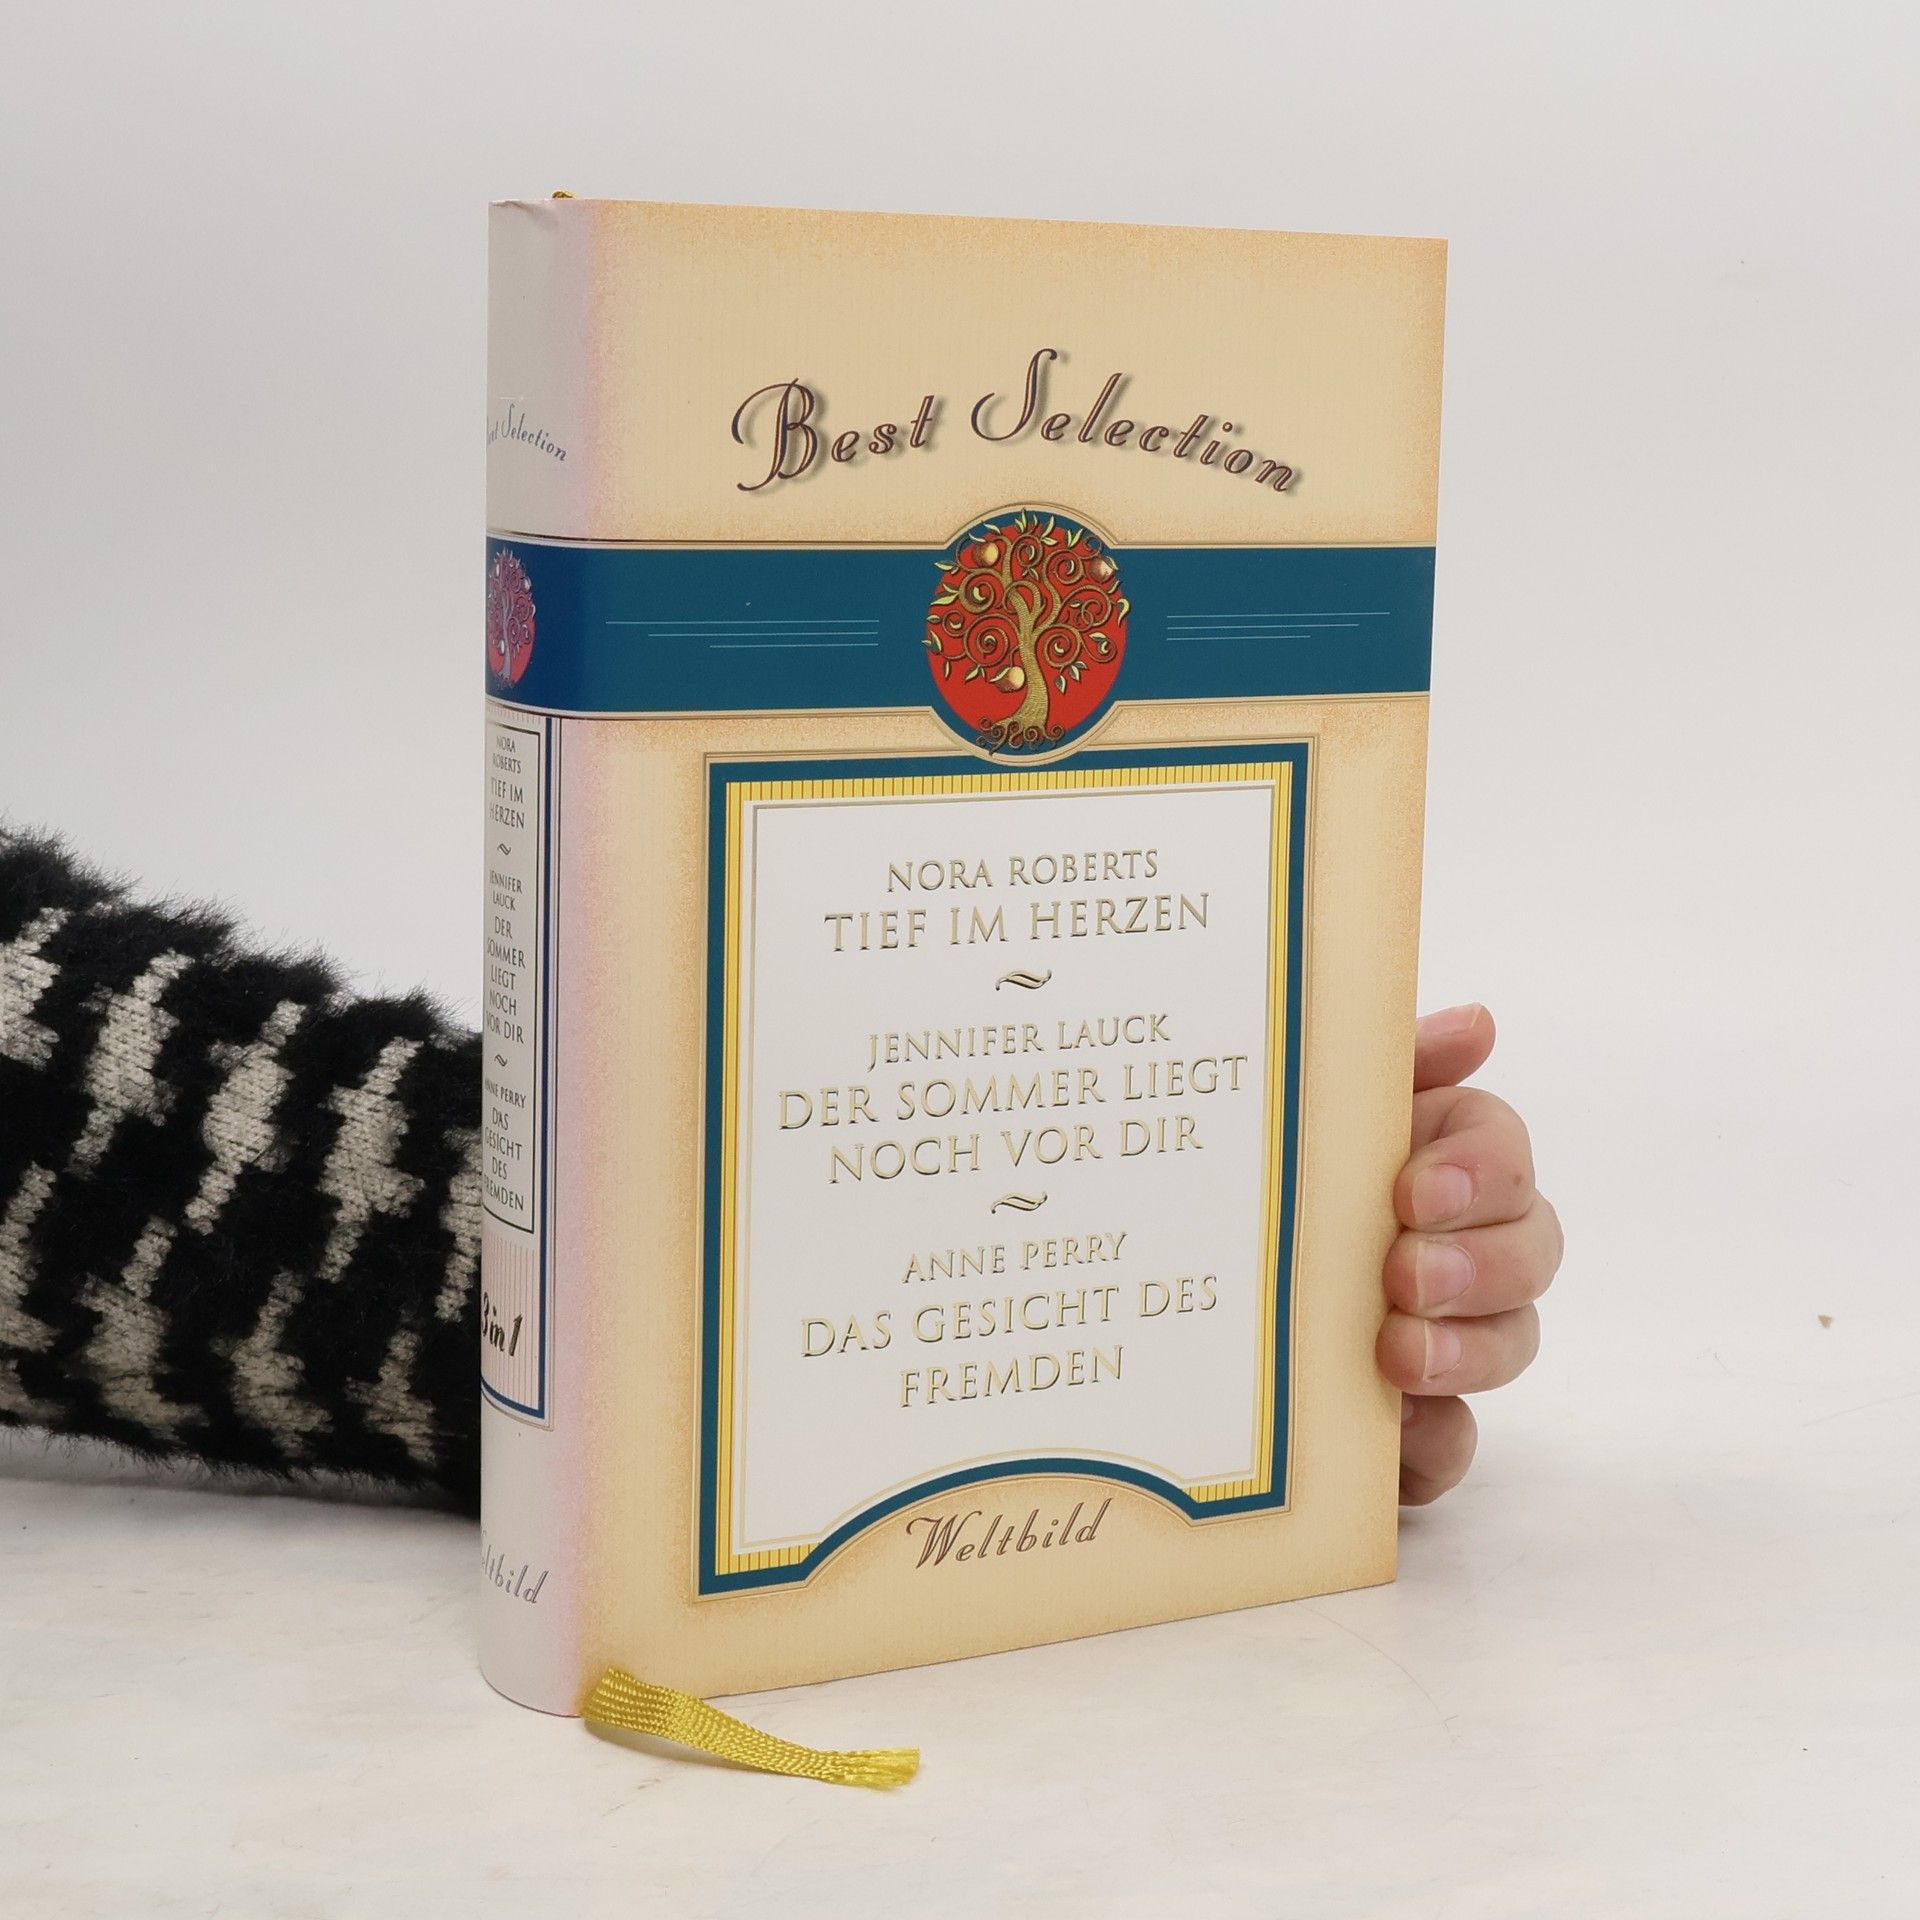 Best Selection
NORA ROBERTS
TIEF IM HERZEN
JENNIFER LAUCK
DER SOMMER LIEGT
NOCH VOR DIR
ANNE PERRY
DAS GESICHT DES
FREMDEN
Weltbild
Selection
NORA
ROBERTS
TIEF IM
HERZEN
JENNIFER
LAUCK
DER
SOMMER
LIEGT
NOCH
VOR DIR
ANNE PERRY
DAS
GESICHT
DES
FREMDEN
3 in 1
Weltbild